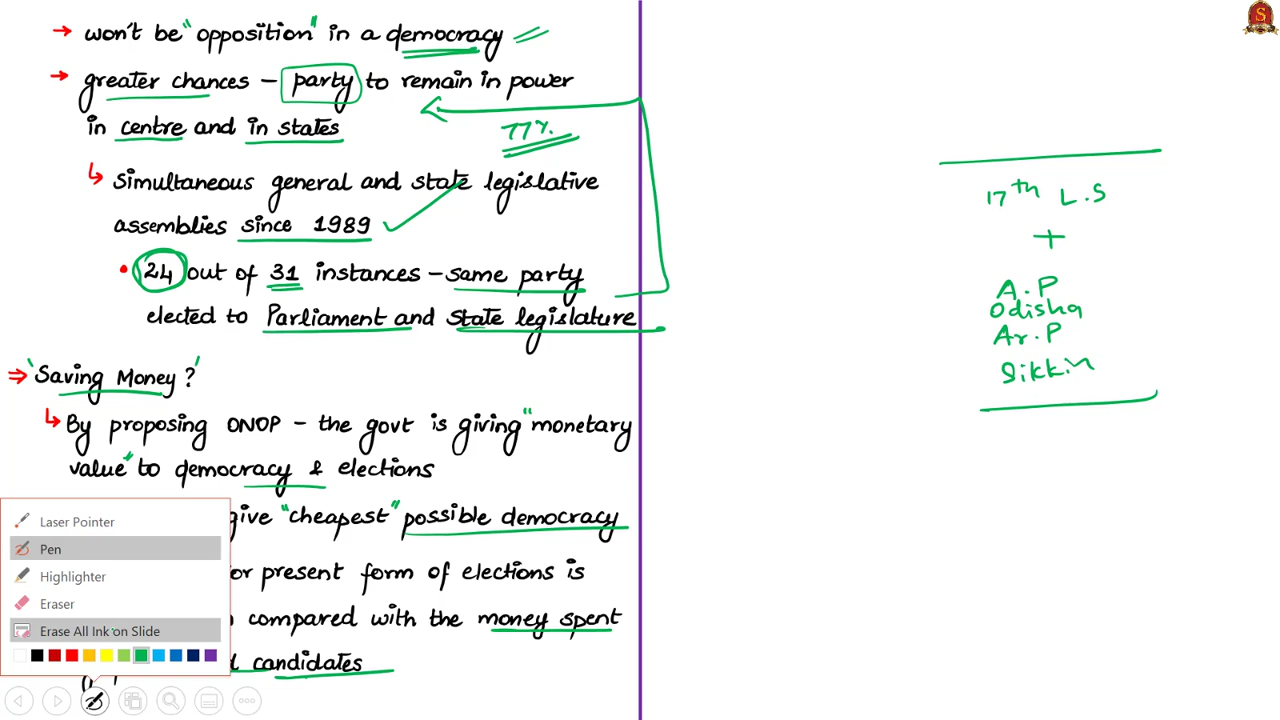 → won't be "opposition" in a democracy
→ greater chances – party to remain in power
in centre and in states
77%
↳ Simultaneous general and state legislative
assemblies since 1989
• 24 out of 31 instances – same party
elected to Parliament and state legislature
⇒ 'Saving Money?'
↳ By proposing ONOP – the govt is giving "monetary
value" to democracy & elections
give "cheapest" possible democracy
or present form of elections is
compared with the money spent
candidates
Laser Pointer
Pen
Highlighter
Eraser
Erase All Ink on Slide
17th L.S
+
A.P
Odisha
Ar.P
Sikkim
S